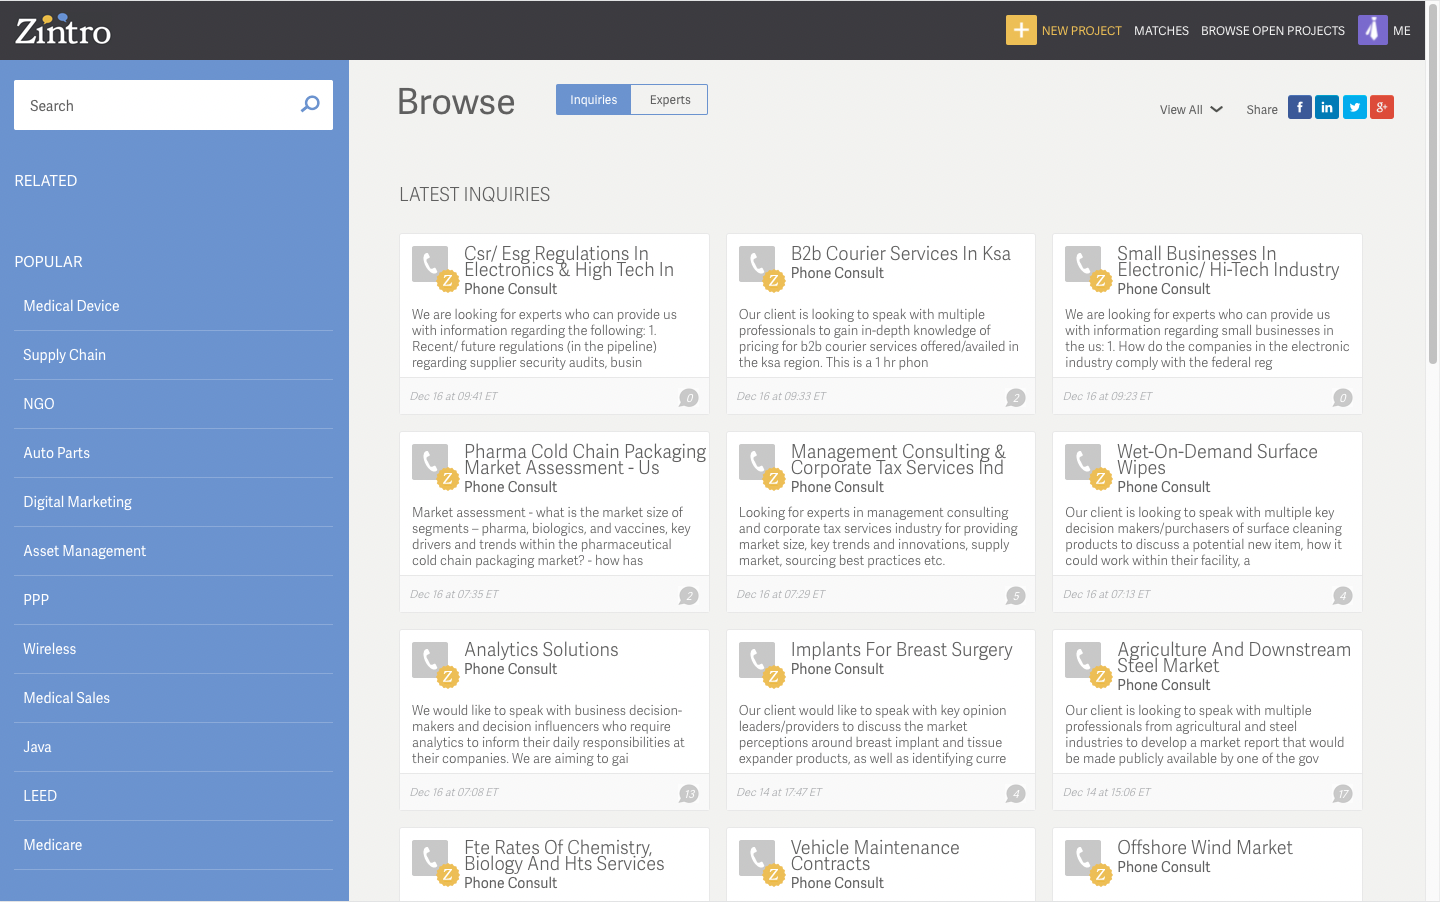 Zintro
NEW PROJECT
MATCHES
BROWSE OPEN PROJECTS
ME
Search
RELATED
POPULAR
Medical Device
Supply Chain
NGO
Auto Parts
Digital Marketing
Asset Management
PPP
Wireless
Medical Sales
Java
LEED
Medicare
Browse
Inquiries
Experts
View All
Share
f
in
g+
LATEST INQUIRIES
Z
Csr/ Esg Regulations In
Electronics & High Tech In
Phone Consult
We are looking for experts who can provide us
with information regarding the following: 1.
Recent/ future regulations (in the pipeline)
regarding supplier security audits, busin
Dec 16 at 09:41 ET
0
Z
B2b Courier Services In Ksa
Phone Consult
Our client is looking to speak with multiple
professionals to gain in-depth knowledge of
pricing for b2b courier services offered/availed in
the ksa region. This is a 1 hr phon
Dec 16 at 09:33 ET
2
Z
Small Businesses In
Electronic/ Hi-Tech Industry
Phone Consult
We are looking for experts who can provide us
with information regarding small businesses in
the us: 1. How do the companies in the electronic
industry comply with the federal reg
Dec 16 at 09:23 ET
0
Z
Pharma Cold Chain Packaging
Market Assessment - Us
Phone Consult
Market assessment - what is the market size of
segments – pharma, biologics, and vaccines, key
drivers and trends within the pharmaceutical
cold chain packaging market? - how has
Dec 16 at 07:35 ET
2
Z
Management Consulting &
Corporate Tax Services Ind
Phone Consult
Looking for experts in management consulting
and corporate tax services industry for providing
market size, key trends and innovations, supply
market, sourcing best practices etc.
Dec 16 at 07:29 ET
5
Z
Wet-On-Demand Surface
Wipes
Phone Consult
Our client is looking to speak with multiple key
decision makers/purchasers of surface cleaning
products to discuss a potential new item, how it
could work within their facility, a
Dec 16 at 07:13 ET
4
Z
Analytics Solutions
Phone Consult
We would like to speak with business decision-
makers and decision influencers who require
analytics to inform their daily responsibilities at
their companies. We are aiming to gai
Dec 16 at 07:08 ET
13
Z
Implants For Breast Surgery
Phone Consult
Our client would like to speak with key opinion
leaders/providers to discuss the market
perceptions around breast implant and tissue
expander products, as well as identifying curre
Dec 14 at 17:47 ET
4
Z
Agriculture And Downstream
Steel Market
Phone Consult
Our client is looking to speak with multiple
professionals from agricultural and steel
industries to develop a market report that would
be made publicly available by one of the gov
Dec 14 at 15:06 ET
17
Z
Fte Rates Of Chemistry,
Biology And Hts Services
Phone Consult
Z
Vehicle Maintenance
Contracts
Phone Consult
Z
Offshore Wind Market
Phone Consult